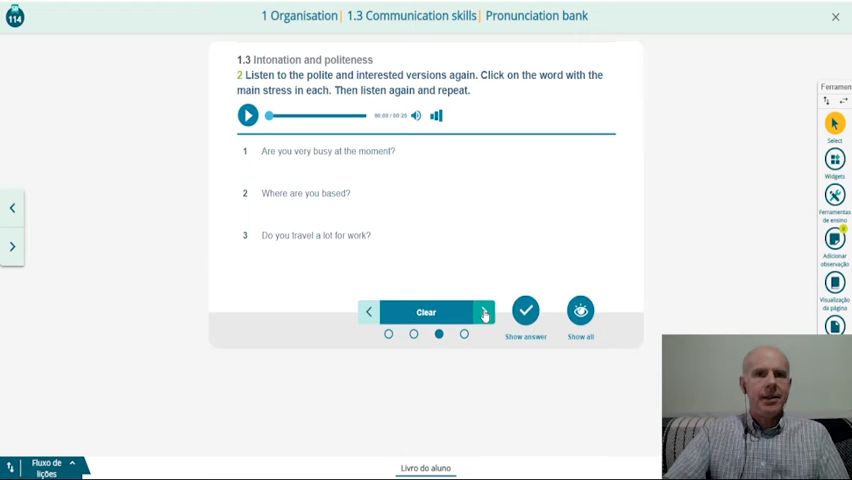 114
1 Organisation| 1.3 Communication skills| Pronunciation bank
1.3 Intonation and politeness
2 Listen to the polite and interested versions again. Click on the word with the
main stress in each. Then listen again and repeat.
00:00 / 00:25
1 Are you very busy at the moment?
2 Where are you based?
3 Do you travel a lot for work?
Clear
Show answer
Show all
Ferramen
Select
Widgets
Ferramentas
de ensino
Adicionar
observação
Visualização
da página
Fluxo de
lições
Livro do aluno